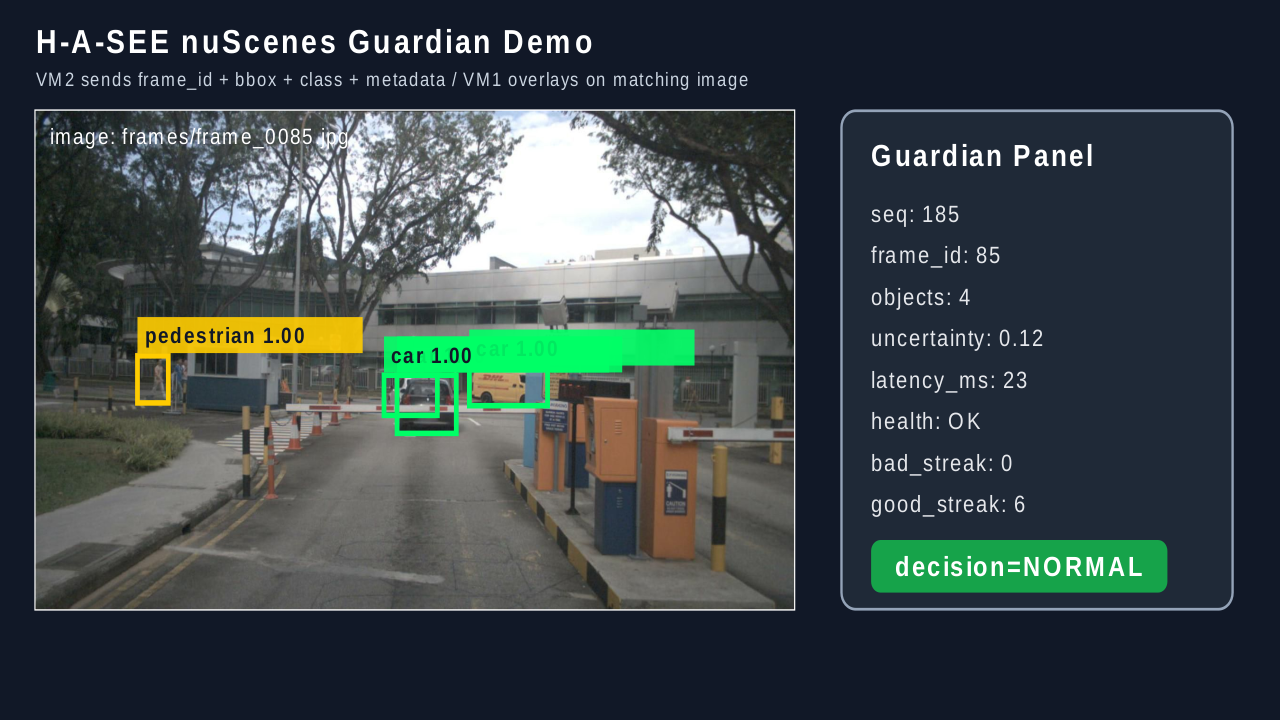 H-A-SEE nuScenes Guardian Demo
VM2 sends frame_id + bbox + class + metadata / VM1 overlays on matching image
image: frames/frame_0085.jpg
pedestrian 1.00
car 1.00
car 1.00
DHL
Guardian Panel
seq: 185
frame_id: 85
objects: 4
uncertainty: 0.12
latency_ms: 23
health: OK
bad_streak: 0
good_streak: 6
decision=NORMAL